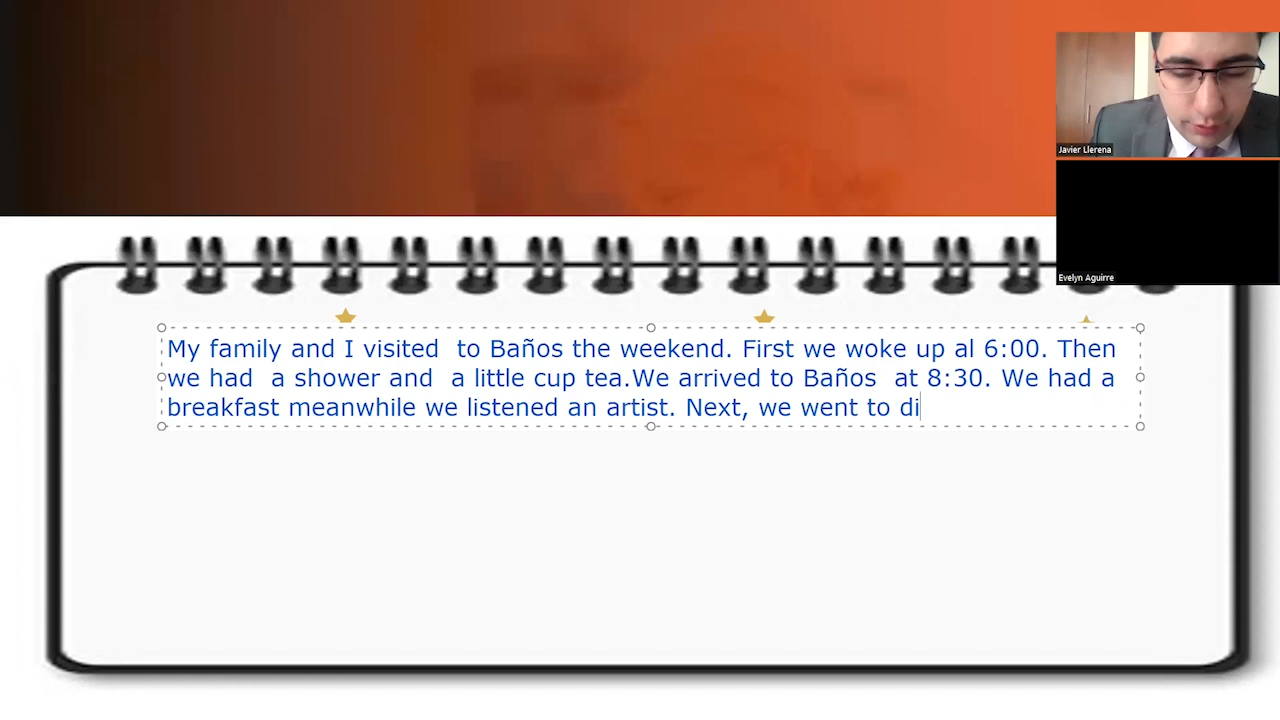 Javier Llerena
Evelyn Aguirre
My family and I visited  to Baños the weekend. First we woke up al 6:00. Then
we had  a shower and  a little cup tea.We arrived to Baños  at 8:30. We had a
breakfast meanwhile we listened an artist. Next, we went to di